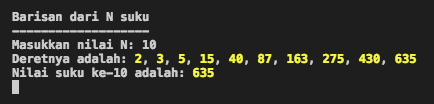 Barisan dari N suku
-------------------
Masukkan nilai N: 10
Deretnya adalah: 2, 3, 5, 15, 40, 87, 163, 275, 430, 635
Nilai suku ke-10 adalah: 635